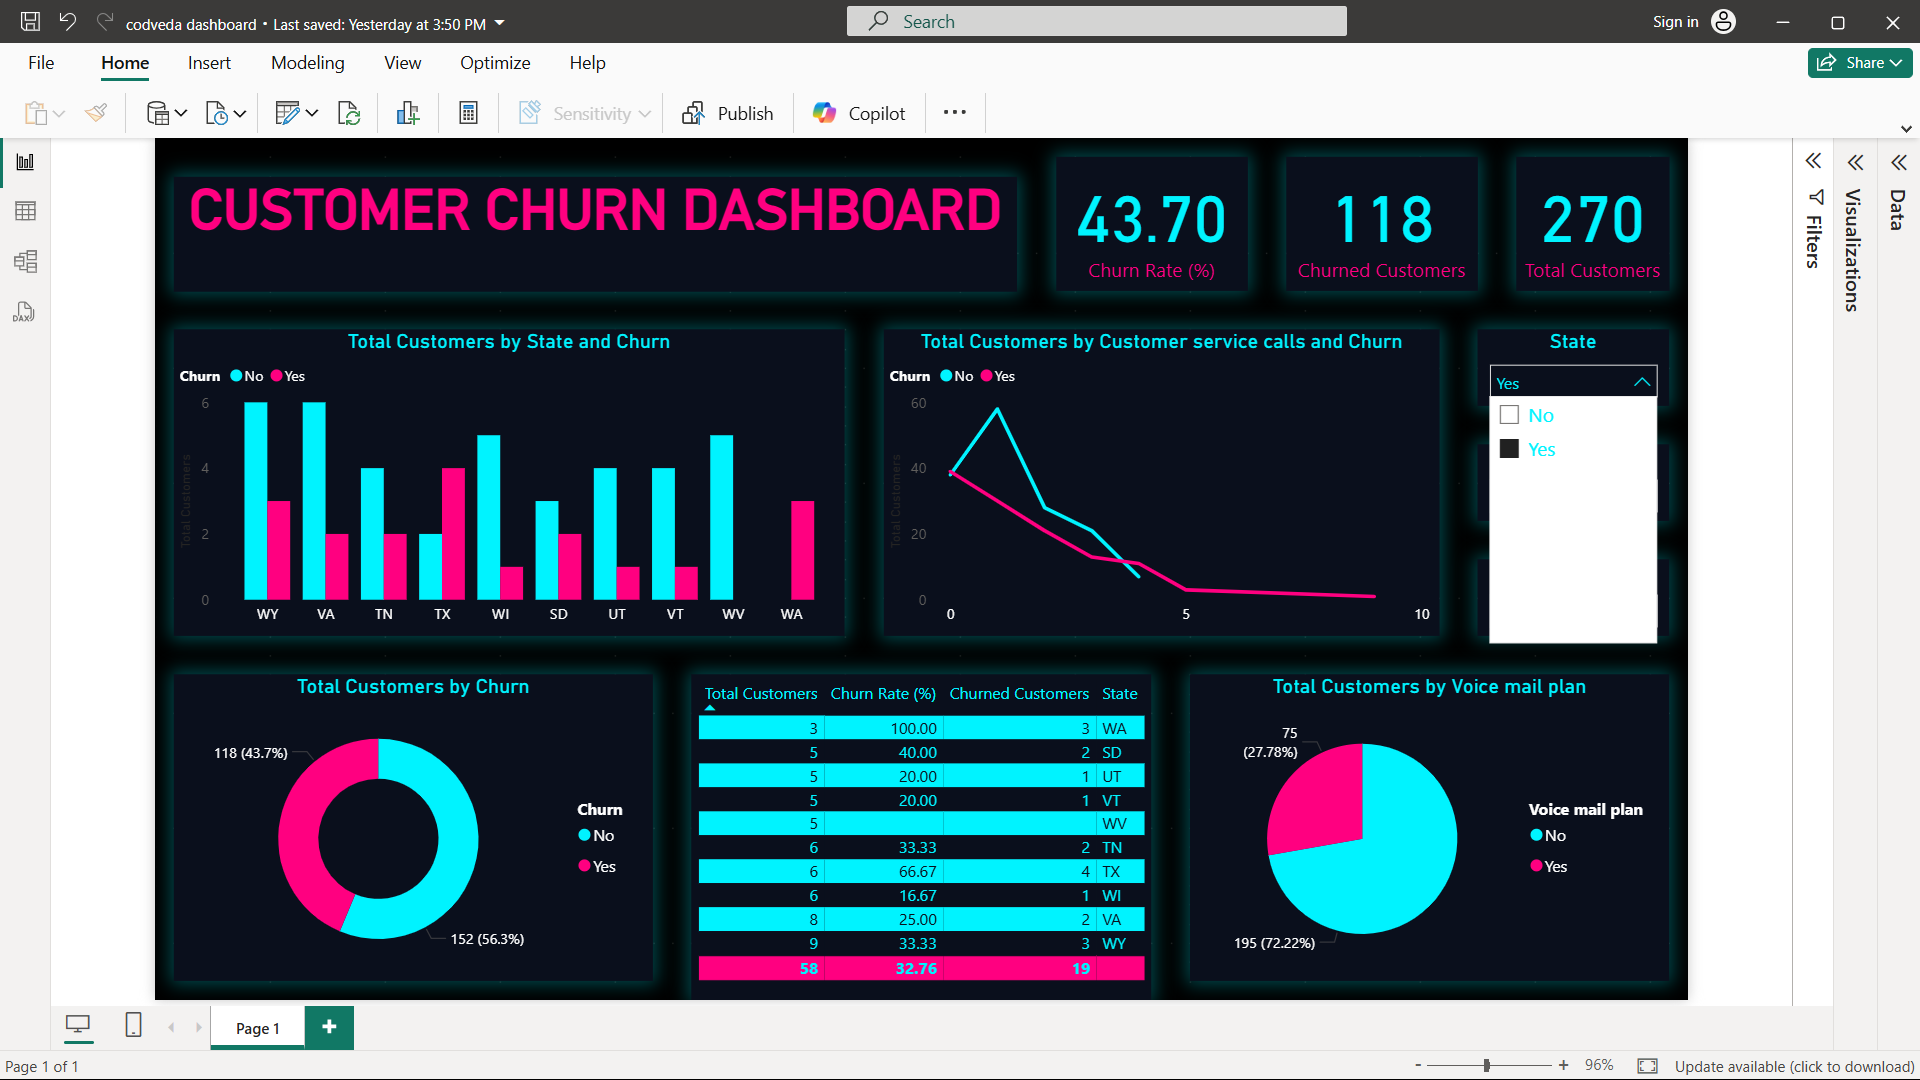 codveda dashboard • Last saved: Yesterday at 3:50 PM
Search
Sign in
File Home Insert Modeling View Optimize Help
Share
Sensitivity
Publish
Copilot
CUSTOMER CHURN DASHBOARD
43.70
Churn Rate (%)
118
Churned Customers
270
Total Customers
Filters
Visualizations
Data
DAX
Total Customers by State and Churn
Churn No Yes
Total Customers
6
4
2
0
WY VA TN TX WI SD UT VT WV WA
Total Customers by Customer service calls and Churn
Churn No Yes
Total Customers
60
40
20
0
0 5 10
State
Yes
No
Yes
Total Customers by Churn
118 (43.7%)
152 (56.3%)
Churn
No
Yes
Total Customers Churn Rate (%) Churned Customers State
3 100.00 3 WA
5 40.00 2 SD
5 20.00 1 UT
5 20.00 1 VT
5 WV
6 33.33 2 TN
6 66.67 4 TX
6 16.67 1 WI
8 25.00 2 VA
9 33.33 3 WY
58 32.76 19
Total Customers by Voice mail plan
75
(27.78%)
195 (72.22%)
Voice mail plan
No
Yes
Page 1
Page 1 of 1
- + 96%
Update available (click to download)